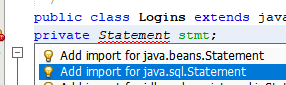 public class Logins extends java
private Statement stmt;
Add import for java.beans.Statement
Add import for java.sql.Statement